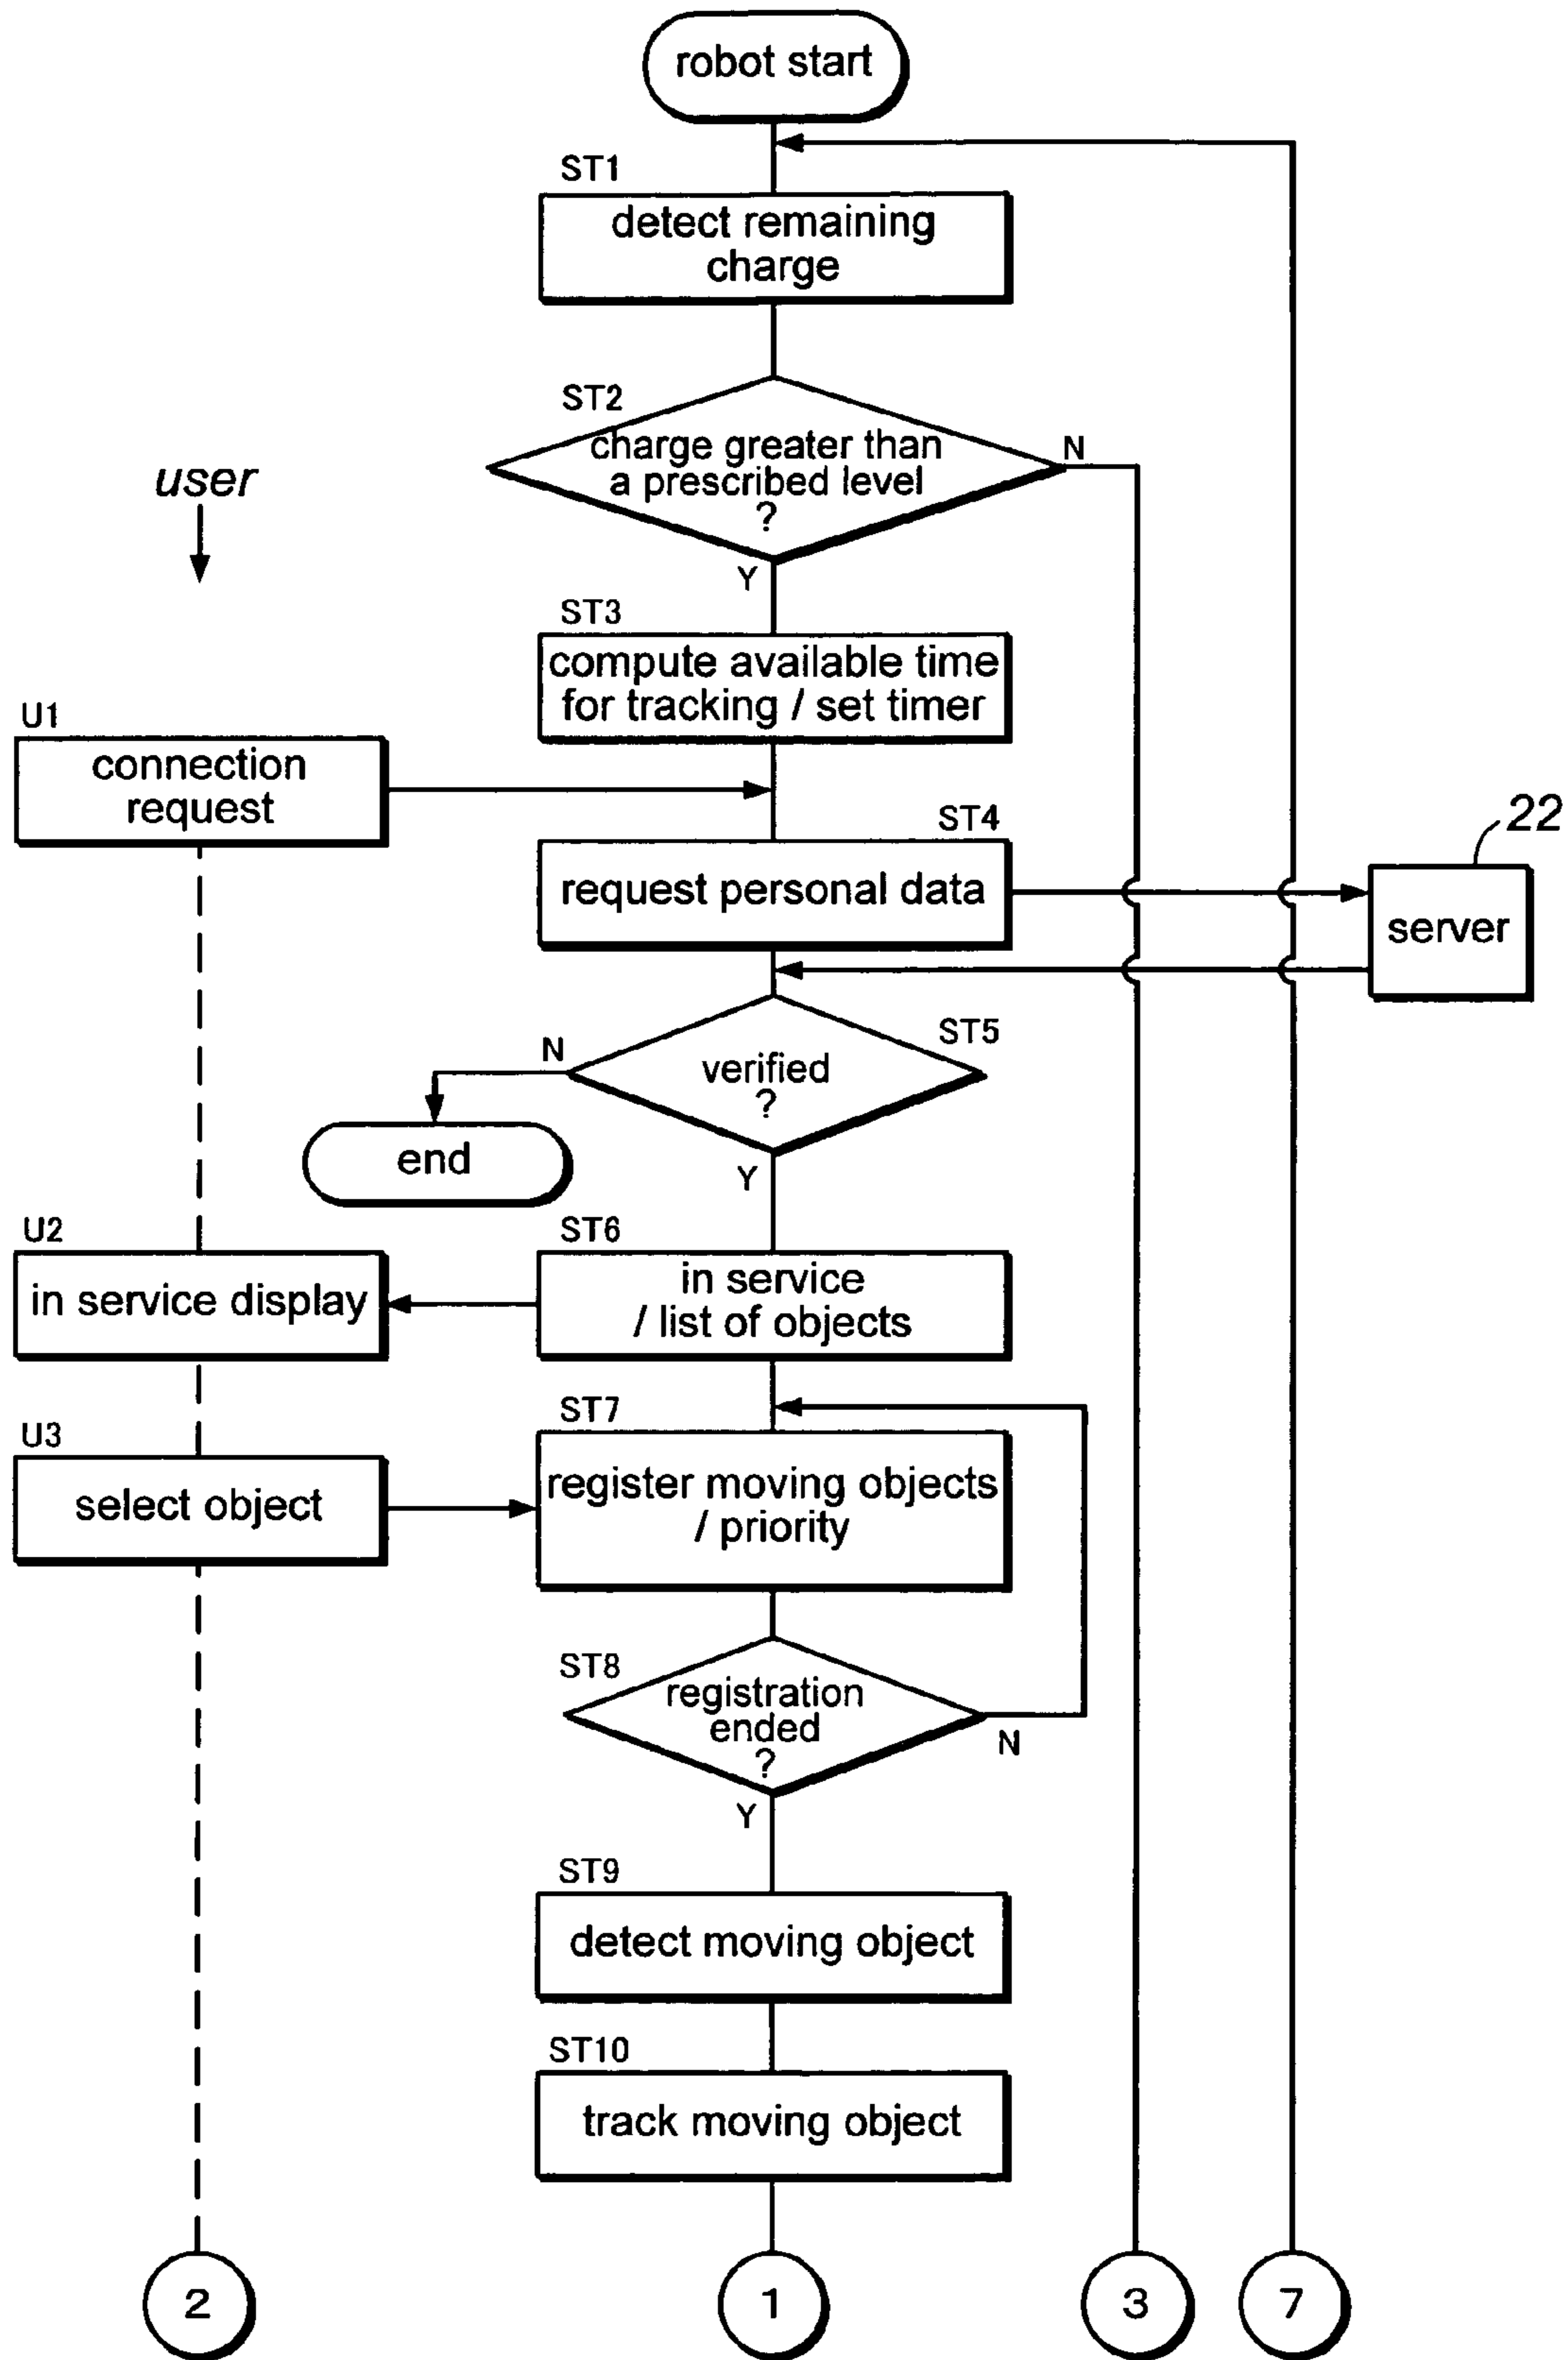 robot start
ST1
detect remaining
charge
ST2
charge greater than
a prescribed level
?
N
user
Y
ST3
compute available time
for tracking / set timer
U1
connection
request
ST4
request personal data
22
server
ST5
verified
?
N
end
Y
U2
in service display
ST6
in service
/ list of objects
U3
select object
ST7
register moving objects
/ priority
ST8
registration
ended
?
N
Y
ST9
detect moving object
ST10
track moving object
2
1
3
7